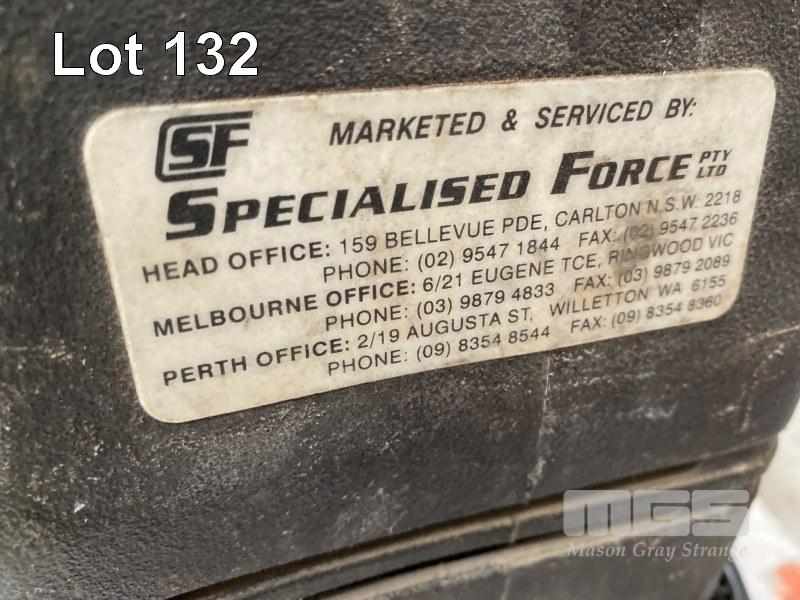 Lot 132
SF
MARKETED & SERVICED BY:
SPECIALISED FORCE PTY LTD
HEAD OFFICE: 159 BELLEVUE PDE, CARLTON N.S.W. 2218
PHONE: (02) 9547 1844 FAX: (02) 9547 2236
MELBOURNE OFFICE: 6/21 EUGENE TCE, RINGWOOD VIC
PHONE: (03) 9879 4833 FAX: (03) 9879 2089
PERTH OFFICE: 2/19 AUGUSTA ST, WILLETTON WA 6155
PHONE: (09) 8354 8544 FAX: (09) 8354 8360
MGS
Mason Gray Strange